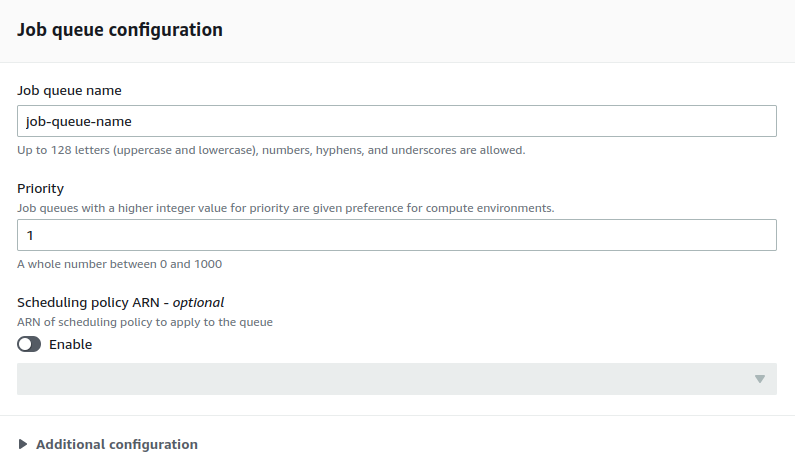 Job queue configuration
Job queue name
job-queue-name
Up to 128 letters (uppercase and lowercase), numbers, hyphens, and underscores are allowed.
Priority
Job queues with a higher integer value for priority are given preference for compute environments.
1
A whole number between 0 and 1000
Scheduling policy ARN - optional
ARN of scheduling policy to apply to the queue
Enable
Additional configuration